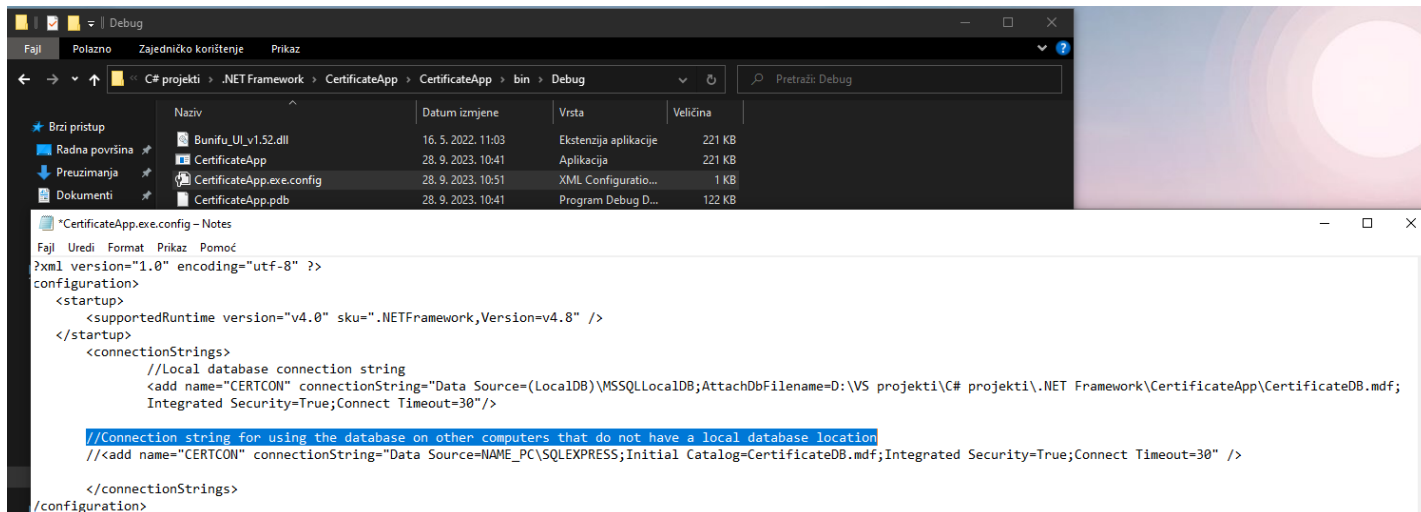 Debug
Fajl Polazno Zajedničko korištenje Prikaz
« C# projekti > .NET Framework > CertificateApp > CertificateApp > bin > Debug
Pretraži: Debug
Naziv Datum izmjene Vrsta Veličina
Brzi pristup
Radna površina
Preuzimanja
Dokumenti
Bunifu_UI_v1.52.dll 16. 5. 2022. 11:03 Ekstenzija aplikacije 221 KB
CertificateApp 28. 9. 2023. 10:41 Aplikacija 221 KB
CertificateApp.exe.config 28. 9. 2023. 10:51 XML Configuratio... 1 KB
CertificateApp.pdb 28. 9. 2023. 10:41 Program Debug D... 122 KB
*CertificateApp.exe.config – Notes
Fajl Uredi Format Prikaz Pomoć
?xml version="1.0" encoding="utf-8" ?>
configuration>
<startup>
<supportedRuntime version="v4.0" sku=".NETFramework,Version=v4.8" />
</startup>
<connectionStrings>
//Local database connection string
<add name="CERTCON" connectionString="Data Source=(LocalDB)\MSSQLLocalDB;AttachDbFilename=D:\VS projekti\C# projekti\.NET Framework\CertificateApp\CertificateDB.mdf;
Integrated Security=True;Connect Timeout=30"/>
//Connection string for using the database on other computers that do not have a local database location
//<add name="CERTCON" connectionString="Data Source=NAME_PC\SQLEXPRESS;Initial Catalog=CertificateDB.mdf;Integrated Security=True;Connect Timeout=30" />
</connectionStrings>
/configuration>